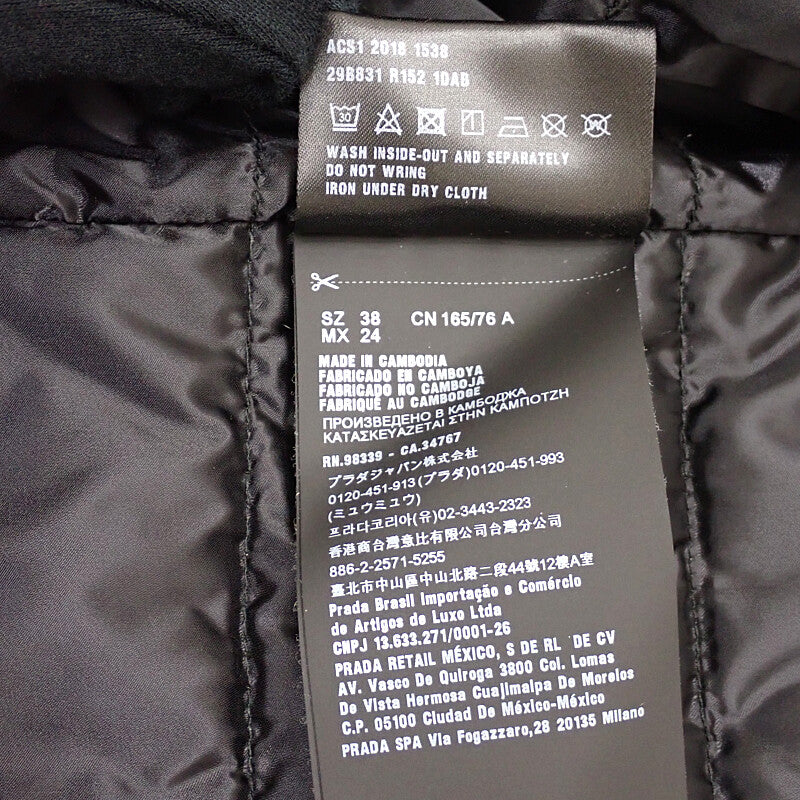 ACS1 2018 1538
29B831 R152 1DAB
30
WASH INSIDE-OUT AND SEPARATELY
DO NOT WRING
IRON UNDER DRY CLOTH
SZ 38 CN 165/76 A
MX 24
MADE IN CAMBODIA
FABRICADO EN CAMBOYA
FABRICADO NO CAMBOJA
FABRIQUÉ AU CAMBODGE
ПРОИЗВЕДЕНО В КАМБОДЖА
ΚΑΤΑΣΚΕΥΑΖΕΤΑΙ ΣΤΗΝ ΚΑΜΠΟΤΖΗ
RN.98339 - CA.34767
プラダジャパン株式会社
0120-451-913 (プラダ)0120-451-993
(ミュウミュウ)
프라다코리아(유) 02-3443-2323
香港商台灣意比有限公司台灣分公司
886-2-2571-5255
臺北市中山區中山北路二段44號12樓A室
Prada Brasil Importação e Comércio
de Artigos de Luxo Ltda
CNPJ 13.633.271/0001-26
PRADA RETAIL MÉXICO, S DE RL DE CV
AV. Vasco De Quiroga 3800 Col. Lomas
De Vista Hermosa Cuajimalpa De Morelos
C.P. 05100 Ciudad De México-México
PRADA SPA Via Fogazzaro,28 20135 Milano